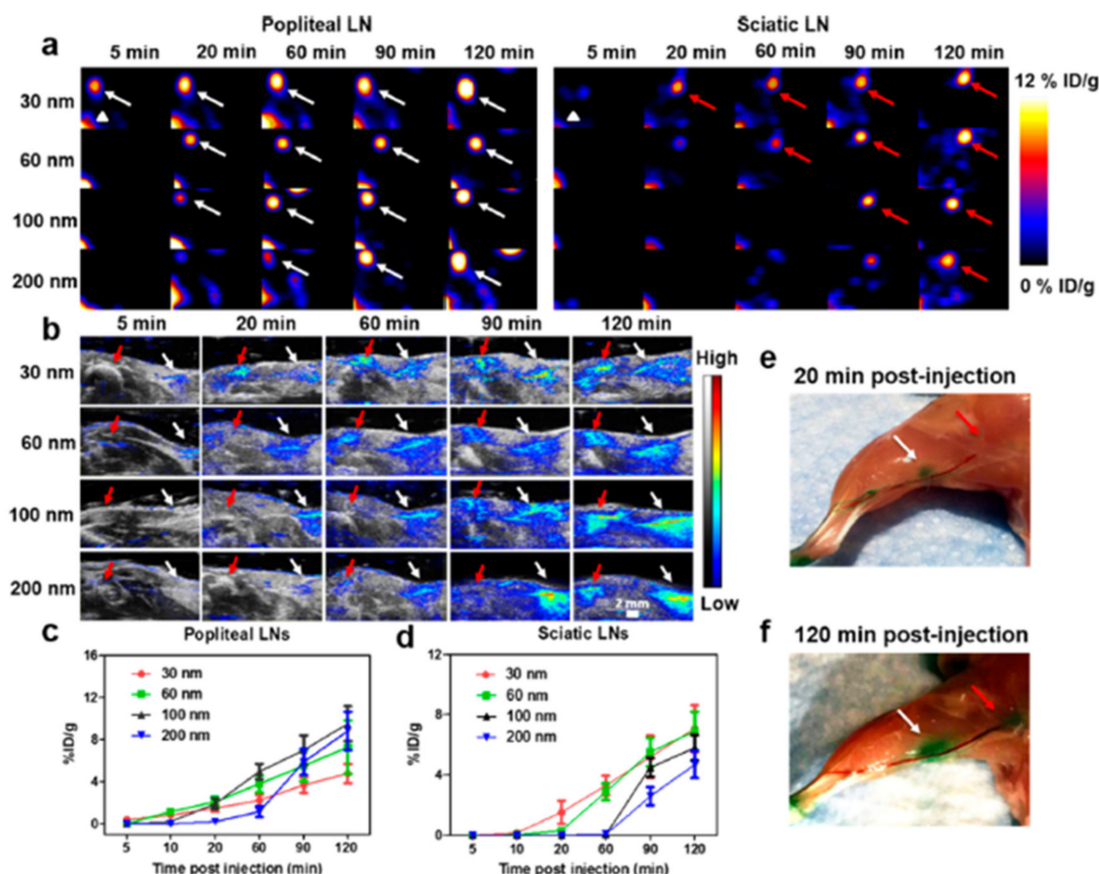 Popliteal LN Sciatic LN
a 5 min 20 min 60 min 90 min 120 min 5 min 20 min 60 min 90 min 120 min
30 nm
60 nm
100 nm
200 nm
12 % ID/g
0 % ID/g
b 5 min 20 min 60 min 90 min 120 min
30 nm
60 nm
100 nm
200 nm
High
Low
2 mm
c Popliteal LNs
%ID/g
16
12
8
4
0
30 nm
60 nm
100 nm
200 nm
5 10 20 60 90 120
Time post injection (min)
d Sciatic LNs
%ID/g
12
8
4
0
30 nm
60 nm
100 nm
200 nm
5 10 20 60 90 120
Time post injection (min)
e
20 min post-injection
f
120 min post-injection